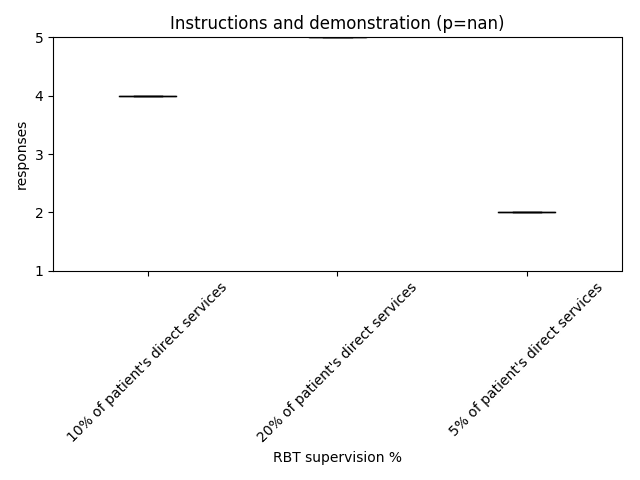 Instructions and demonstration (p=nan)
responses
5
4
3
2
1
10% of patient's direct services
20% of patient's direct services
5% of patient's direct services
RBT supervision %